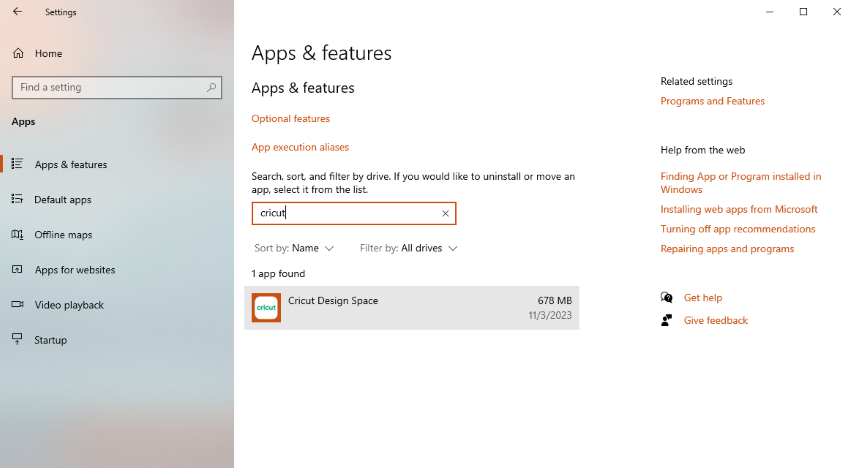 Settings
Home
Find a setting
Apps
Apps & features
Default apps
Offline maps
Apps for websites
Video playback
Startup
Apps & features
Apps & features
Optional features
App execution aliases
Search, sort, and filter by drive. If you would like to uninstall or move an
app, select it from the list.
cricut
Sort by: Name
Filter by: All drives
1 app found
cricut
Cricut Design Space
678 MB
11/3/2023
Related settings
Programs and Features
Help from the web
Finding App or Program installed in
Windows
Installing web apps from Microsoft
Turning off app recommendations
Repairing apps and programs
Get help
Give feedback